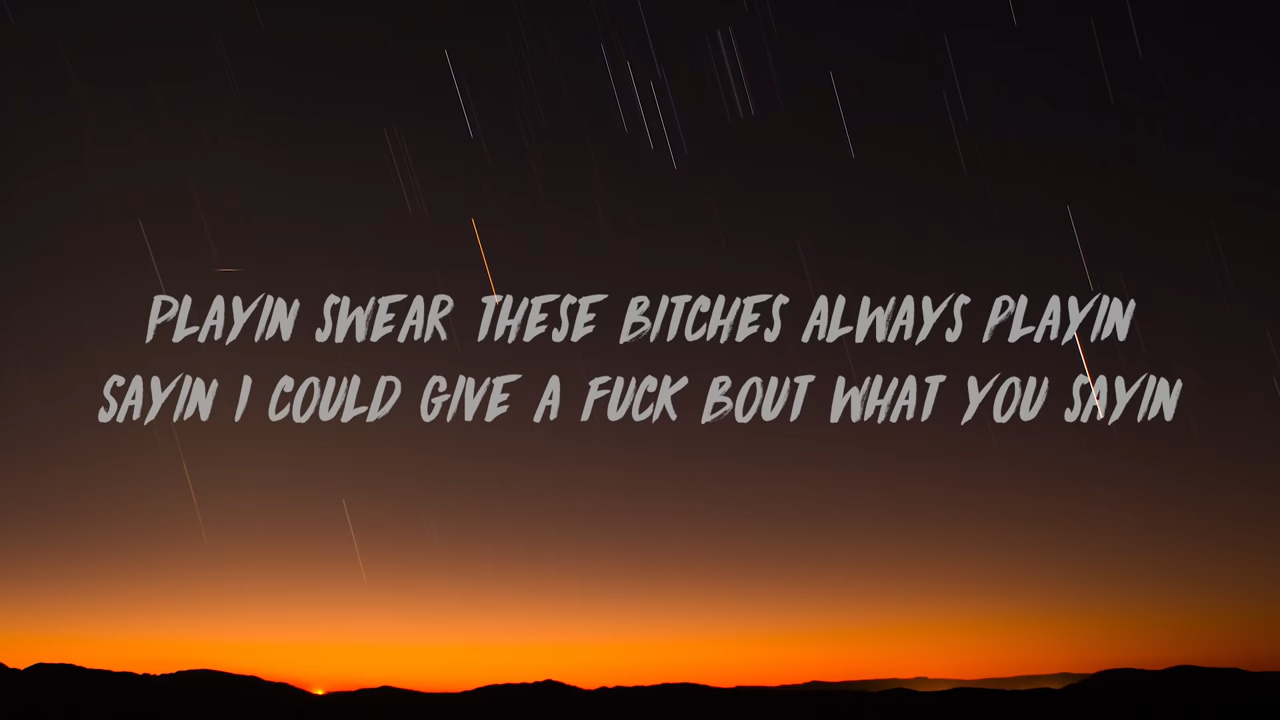 PLAYIN SWEAR THESE BITCHES ALWAYS PLAYIN
SAYIN I COULD GIVE A FUCK BOUT WHAT YOU SAYIN